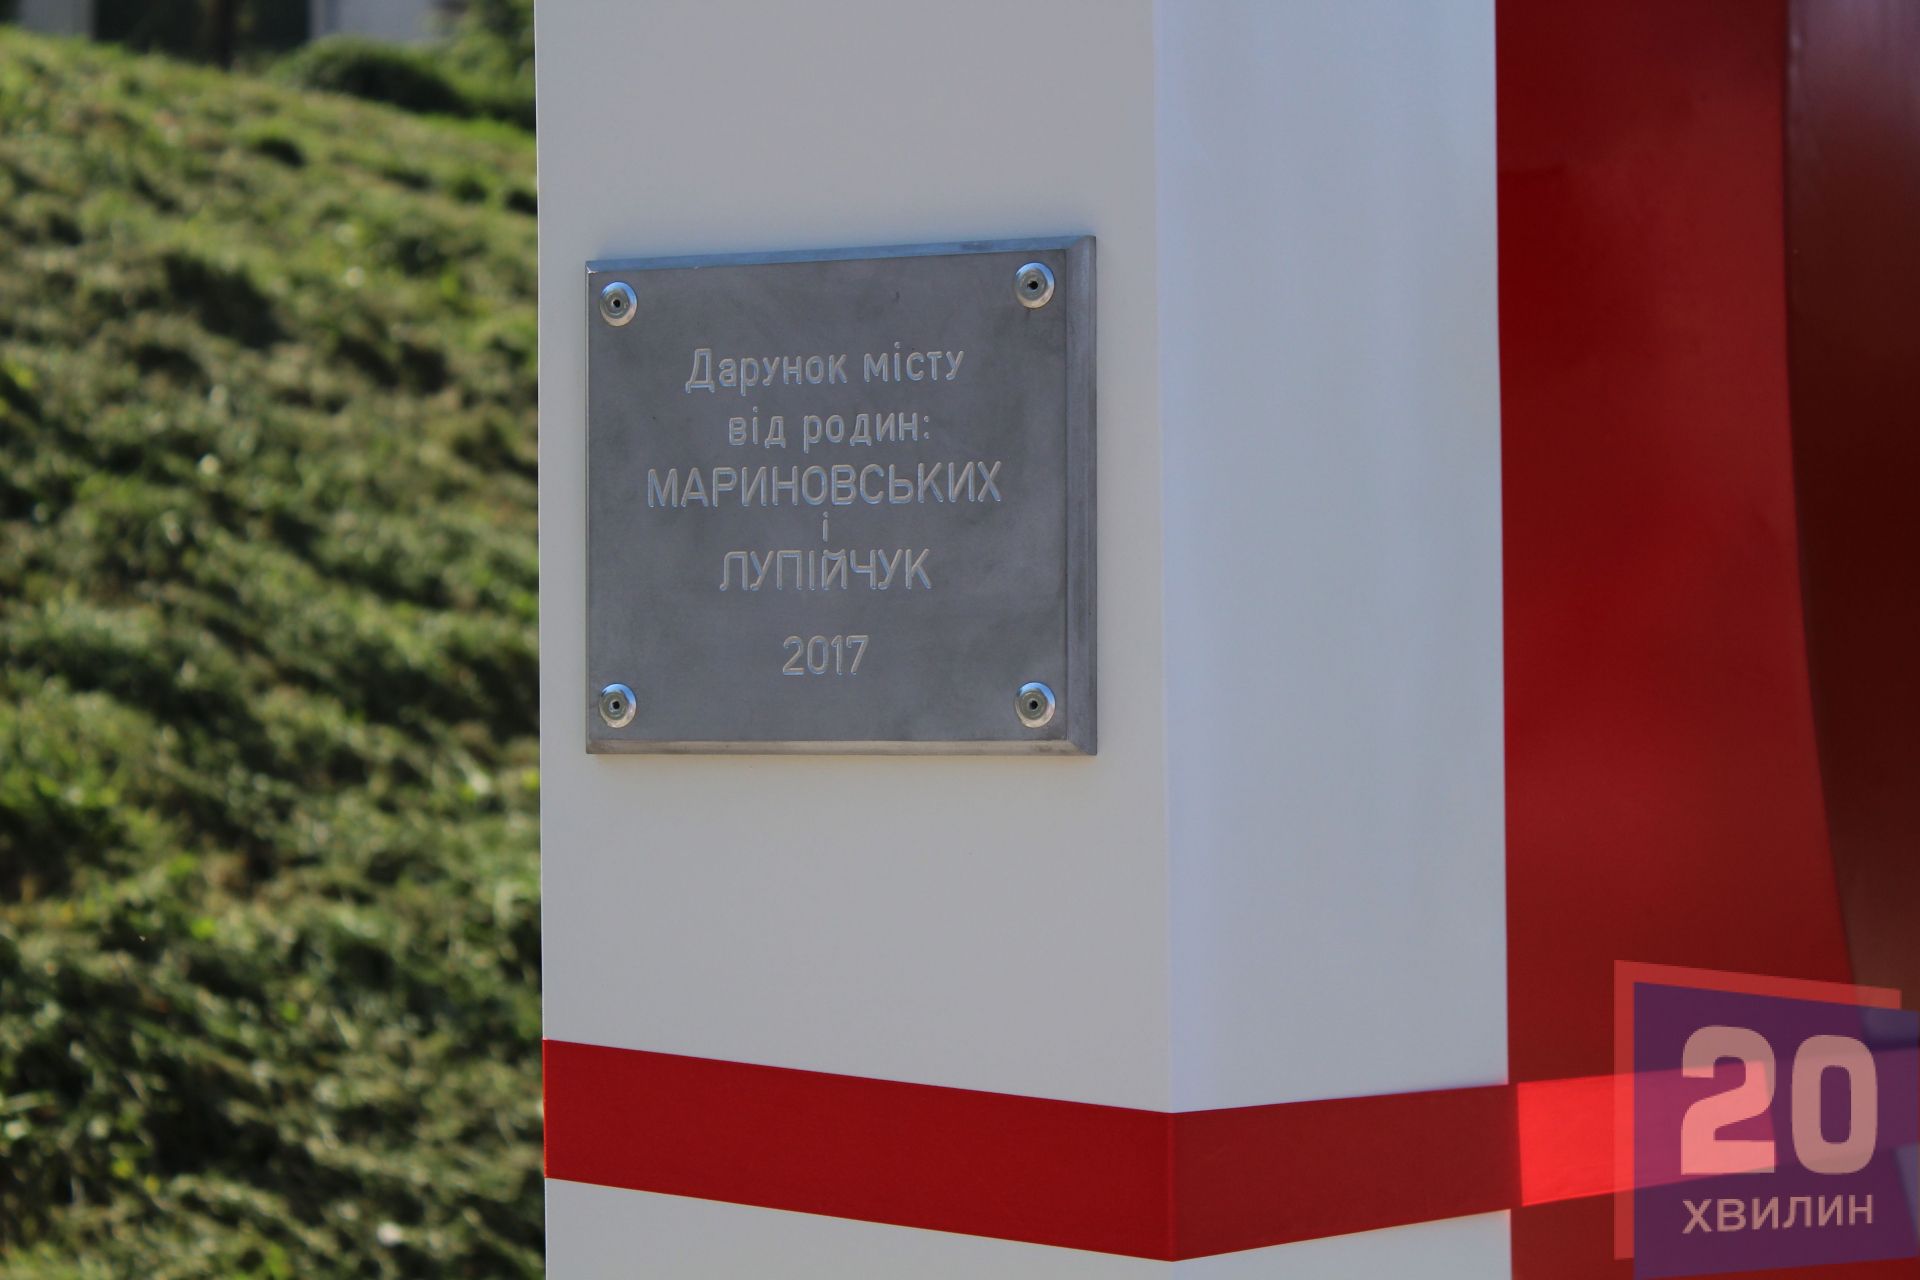 Дарунок місту
від родин:
МАРИНОВСЬКИХ
і
ЛУПІЙЧУК
2017
20
ХВИЛИН